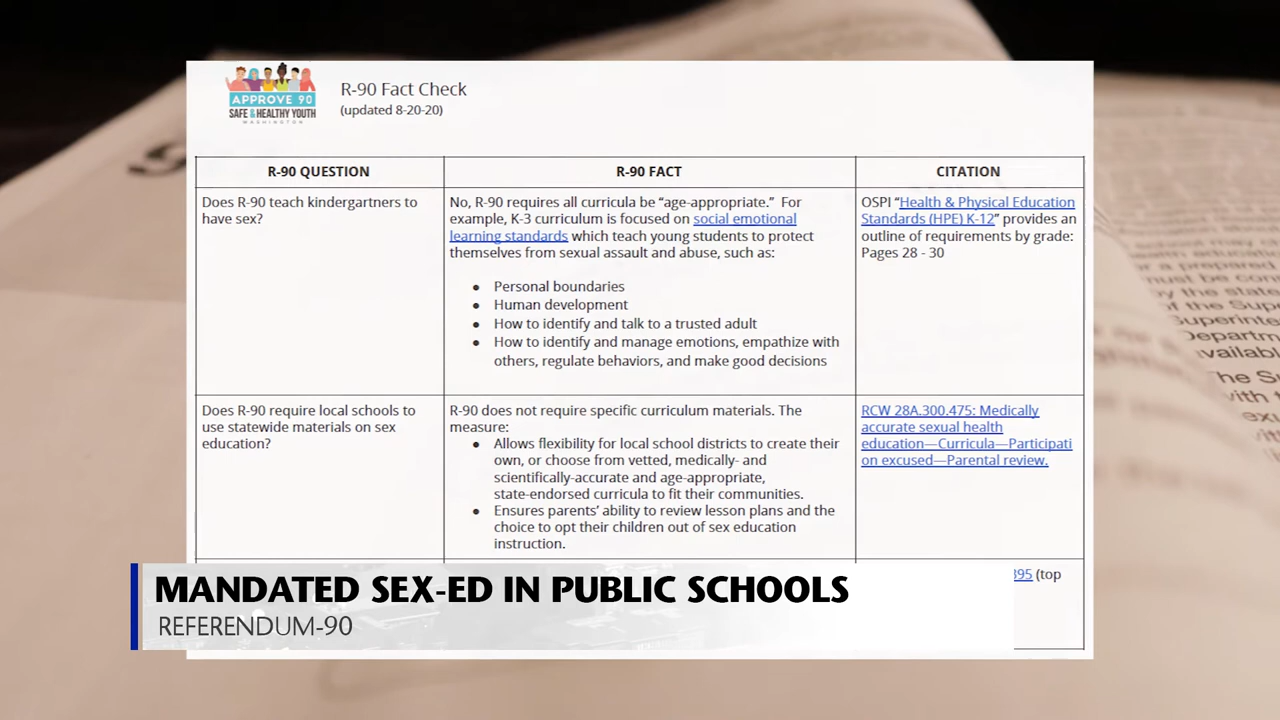 APPROVE 90
SAFE & HEALTHY YOUTH
WASHINGTON
R-90 Fact Check
(updated 8-20-20)
R-90 QUESTION
R-90 FACT
CITATION
Does R-90 teach kindergartners to
have sex?
No, R-90 requires all curricula be “age-appropriate.” For
example, K-3 curriculum is focused on social emotional
learning standards which teach young students to protect
themselves from sexual assault and abuse, such as:
● Personal boundaries
● Human development
● How to identify and talk to a trusted adult
● How to identify and manage emotions, empathize with
others, regulate behaviors, and make good decisions
OSPI “Health & Physical Education
Standards (HPE) K-12” provides an
outline of requirements by grade:
Pages 28 - 30
Does R-90 require local schools to
use statewide materials on sex
education?
R-90 does not require specific curriculum materials. The
measure:
● Allows flexibility for local school districts to create their
own, or choose from vetted, medically- and
scientifically-accurate and age-appropriate,
state-endorsed curricula to fit their communities.
● Ensures parents’ ability to review lesson plans and the
choice to opt their children out of sex education
instruction.
RCW 28A.300.475: Medically
accurate sexual health
education—Curricula—Participati
on excused—Parental review.
(top
MANDATED SEX-ED IN PUBLIC SCHOOLS
REFERENDUM-90